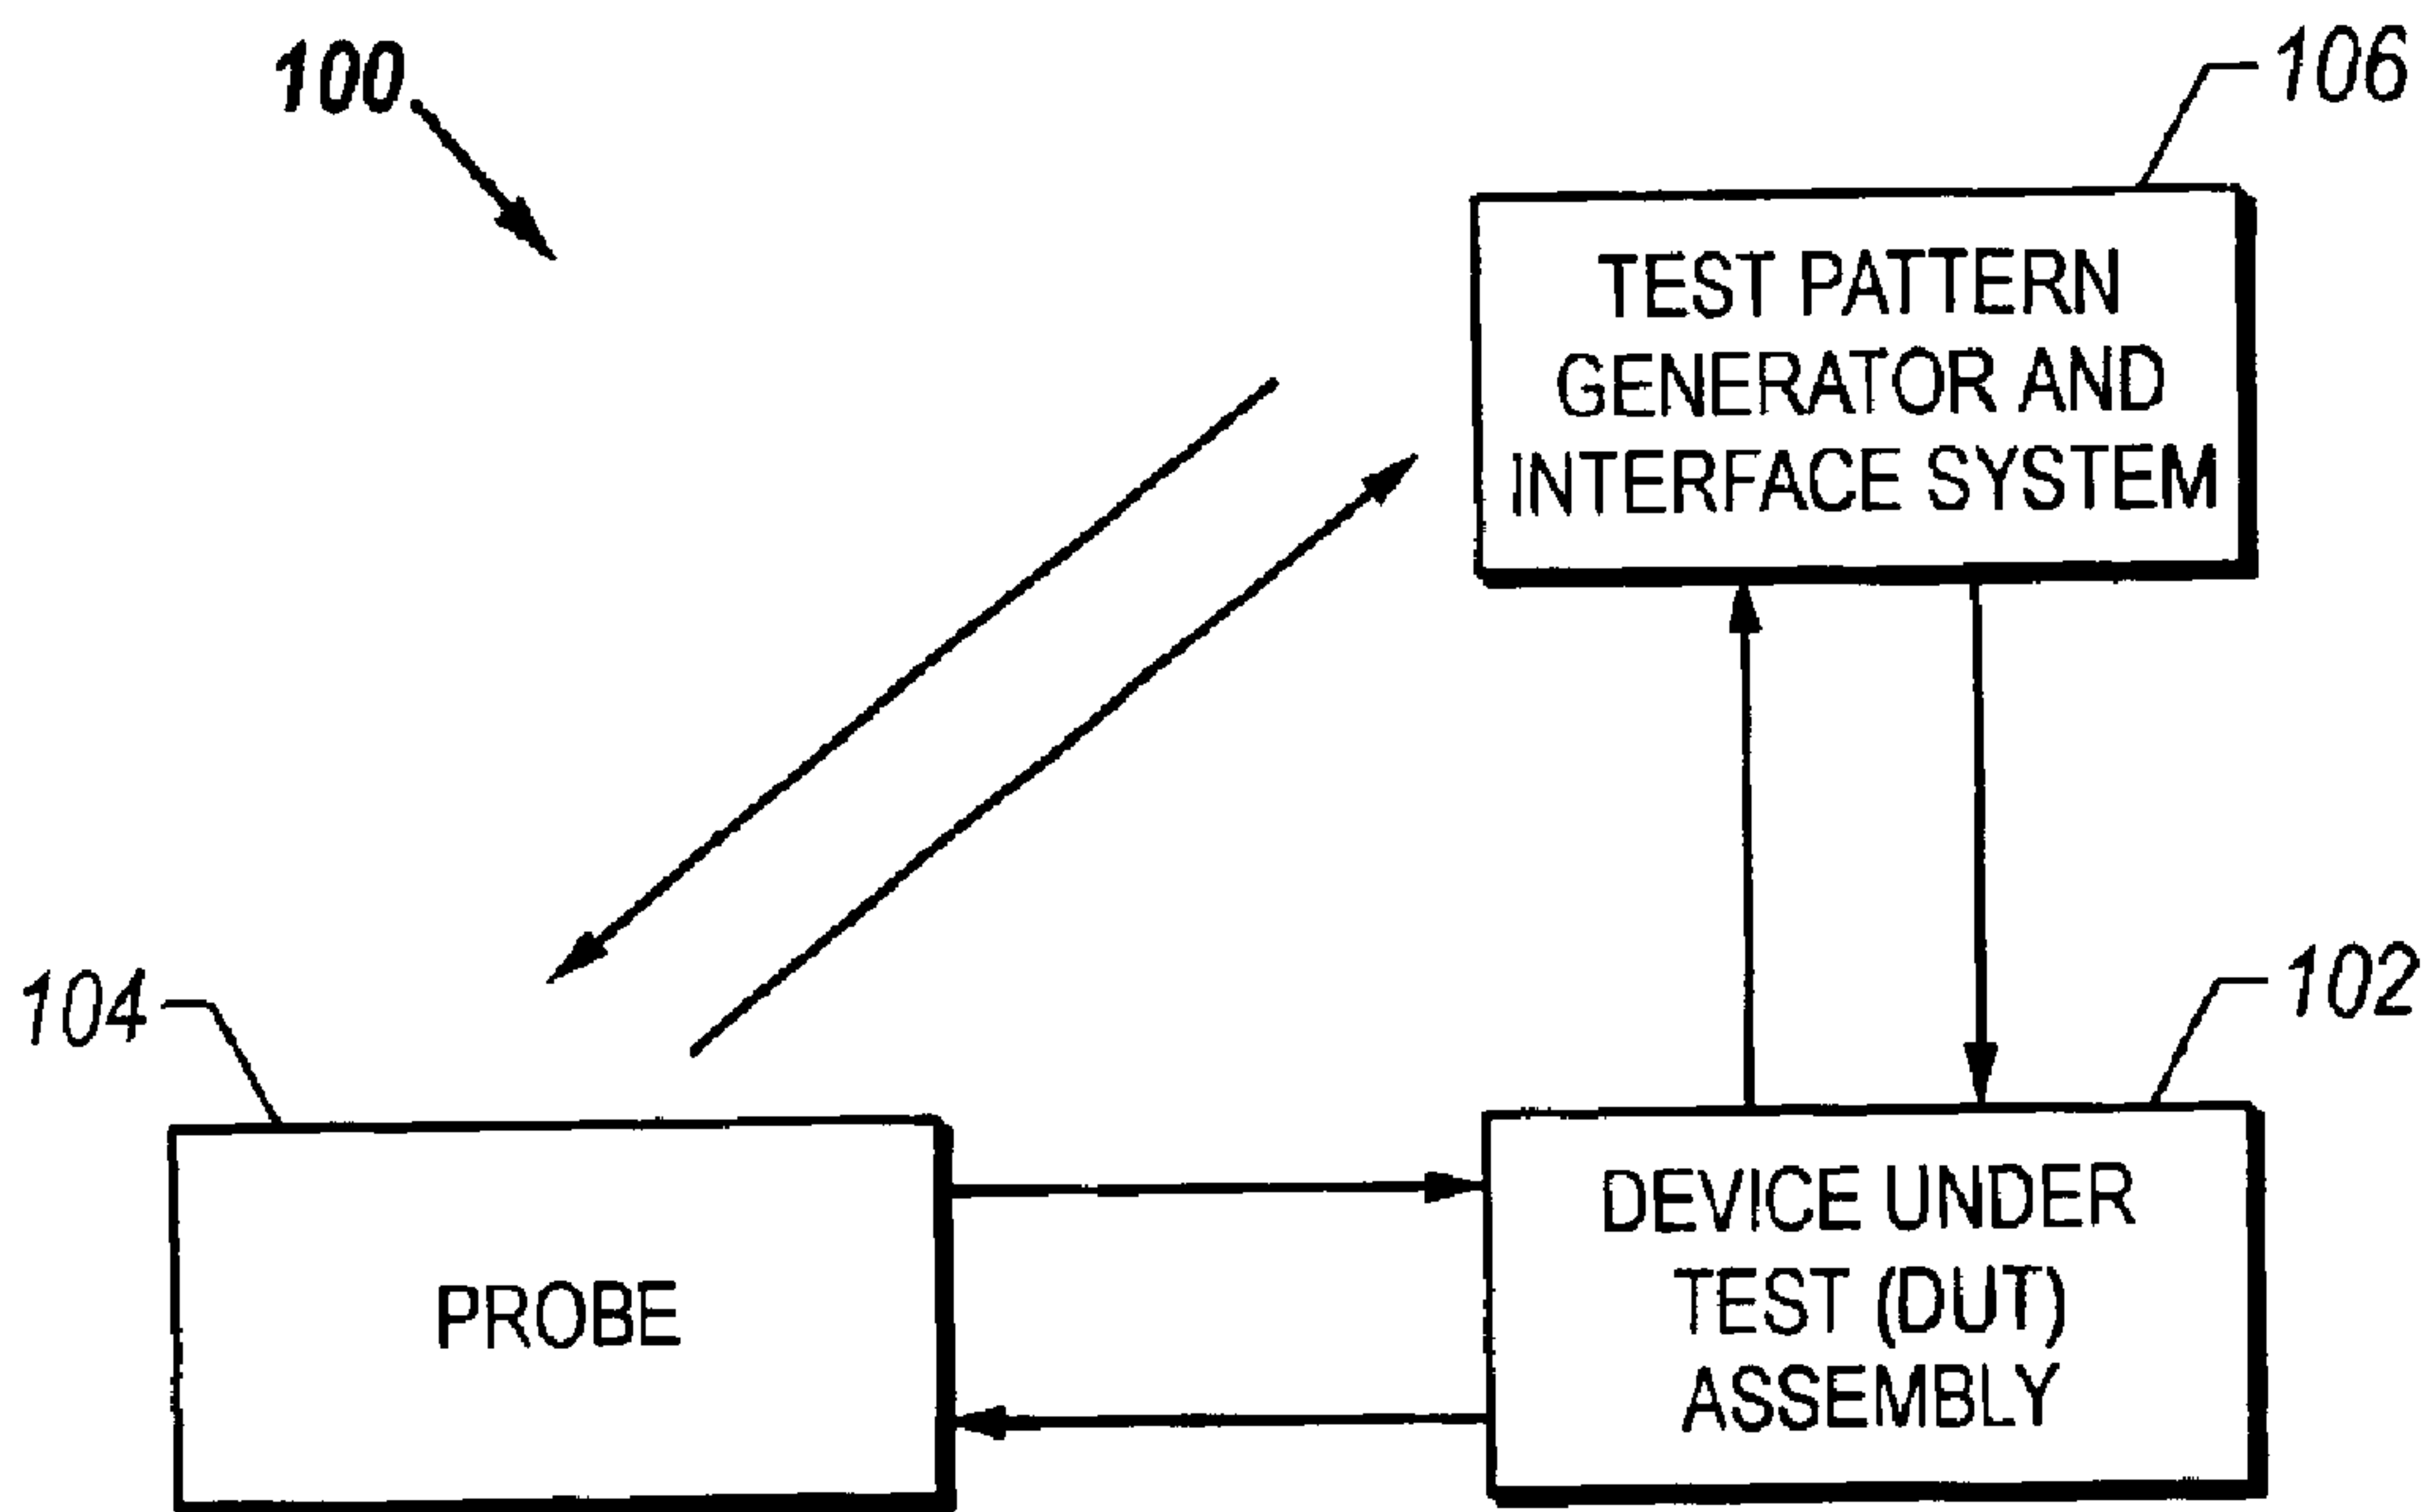 100
106
TEST PATTERN
GENERATOR AND
INTERFACE SYSTEM
104
102
PROBE
DEVICE UNDER
TEST (DUT)
ASSEMBLY